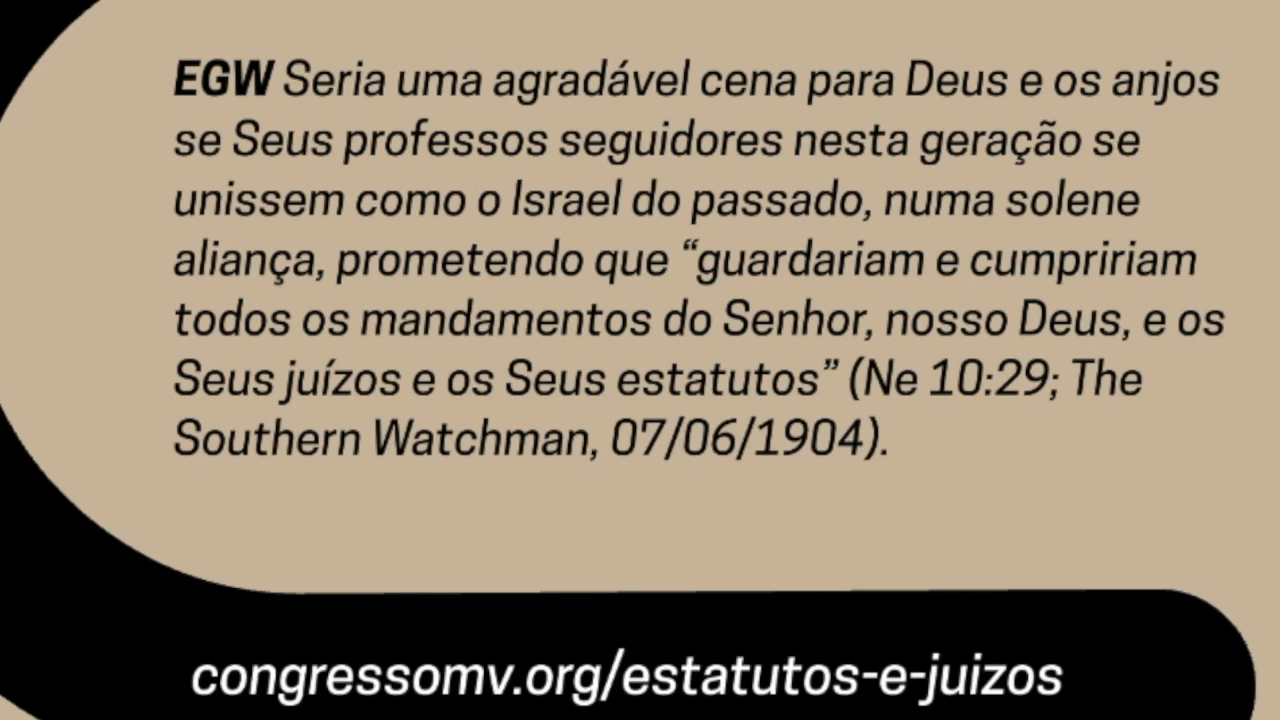 EGW Seria uma agradável cena para Deus e os anjos
se Seus professos seguidores nesta geração se
unissem como o Israel do passado, numa solene
aliança, prometendo que “guardariam e cumpririam
todos os mandamentos do Senhor, nosso Deus, e os
Seus juízos e os Seus estatutos” (Ne 10:29; The
Southern Watchman, 07/06/1904).
congressomv.org/estatutos-e-juizos